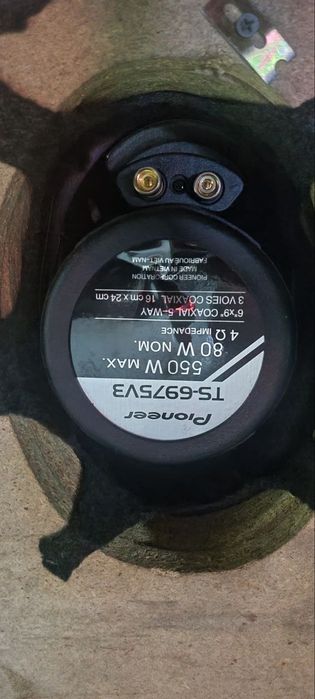 Pioneer
TS-6975V3
550 W MAX.
80 W NOM.
4 Ω IMPEDANCE
6"x9" COAXIAL 5-WAY
3 VOIES COAXIAL 16 cm x 24 cm
PIONEER CORPORATION
MADE IN VIETNAM
FABRIQUÉ AU VIET-NAM